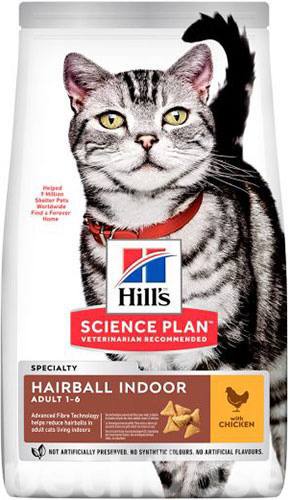 Helped
9 Million
Shelter Pets
Worldwide
Find a Forever
Home
Hill's
SCIENCE PLAN™
VETERINARIAN RECOMMENDED
SPECIALTY
HAIRBALL INDOOR
ADULT 1-6
Advanced Fibre Technology
helps reduce hairballs in
adult cats living indoors
with
CHICKEN
NOT ARTIFICIALLY PRESERVED. NO SYNTHETIC COLOURS. NO ARTIFICIAL FLAVOURS.